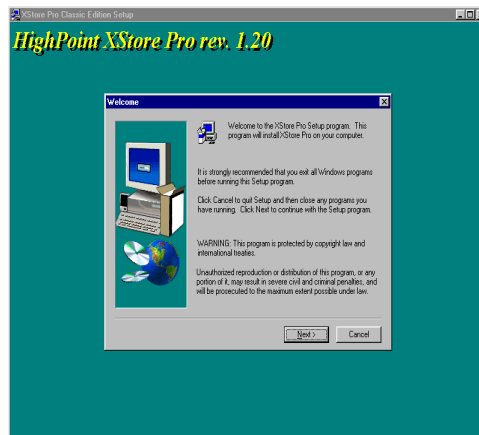 XStore Pro Classic Edition Setup
HighPoint XStore Pro rev. 1.20
Welcome
Welcome to the XStore Pro Setup program. This
program will install XStore Pro on your computer.
It is strongly recommended that you exit all Windows programs
before running this Setup program.
Click Cancel to quit Setup and then close any programs you
have running. Click Next to continue with the Setup program.
WARNING: This program is protected by copyright law and
international treaties.
Unauthorized reproduction or distribution of this program, or any
portion of it, may result in severe civil and criminal penalties, and
will be prosecuted to the maximum extent possible under law.
Next >
Cancel